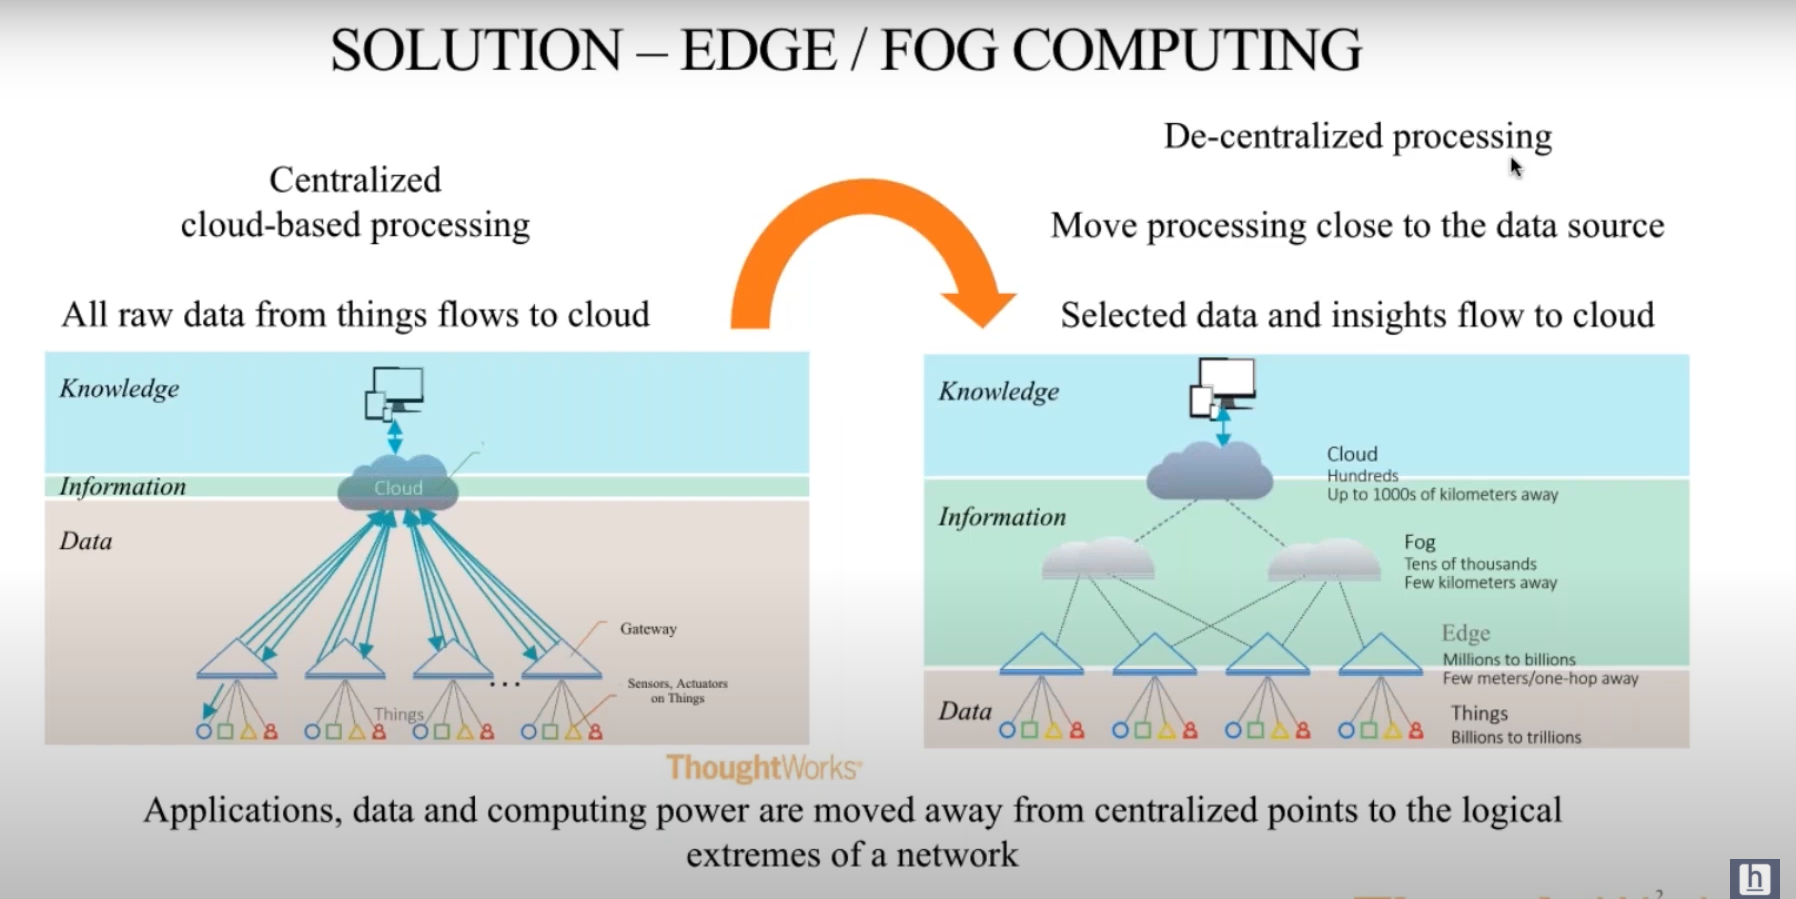 SOLUTION – EDGE / FOG COMPUTING
Centralized
cloud-based processing
All raw data from things flows to cloud
De-centralized processing
Move processing close to the data source
Selected data and insights flow to cloud
Knowledge
Information
Cloud
Data
Gateway
Sensors, Actuators
on Things
Things
...
Knowledge
Cloud
Hundreds
Up to 1000s of kilometers away
Information
Fog
Tens of thousands
Few kilometers away
Edge
Millions to billions
Few meters/one-hop away
Data
Things
Billions to trillions
ThoughtWorks®
Applications, data and computing power are moved away from centralized points to the logical
extremes of a network
h
2